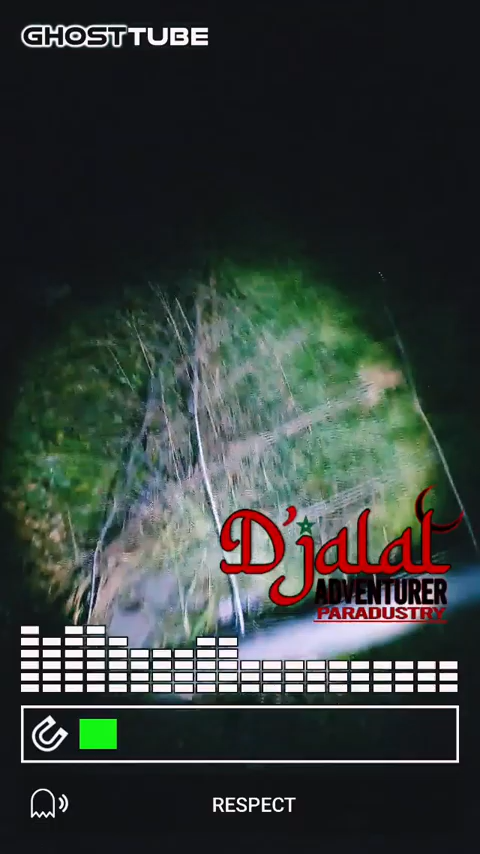 GHOSTTUBE
D'jalal
ADVENTURER
PARADUSTRY
RESPECT